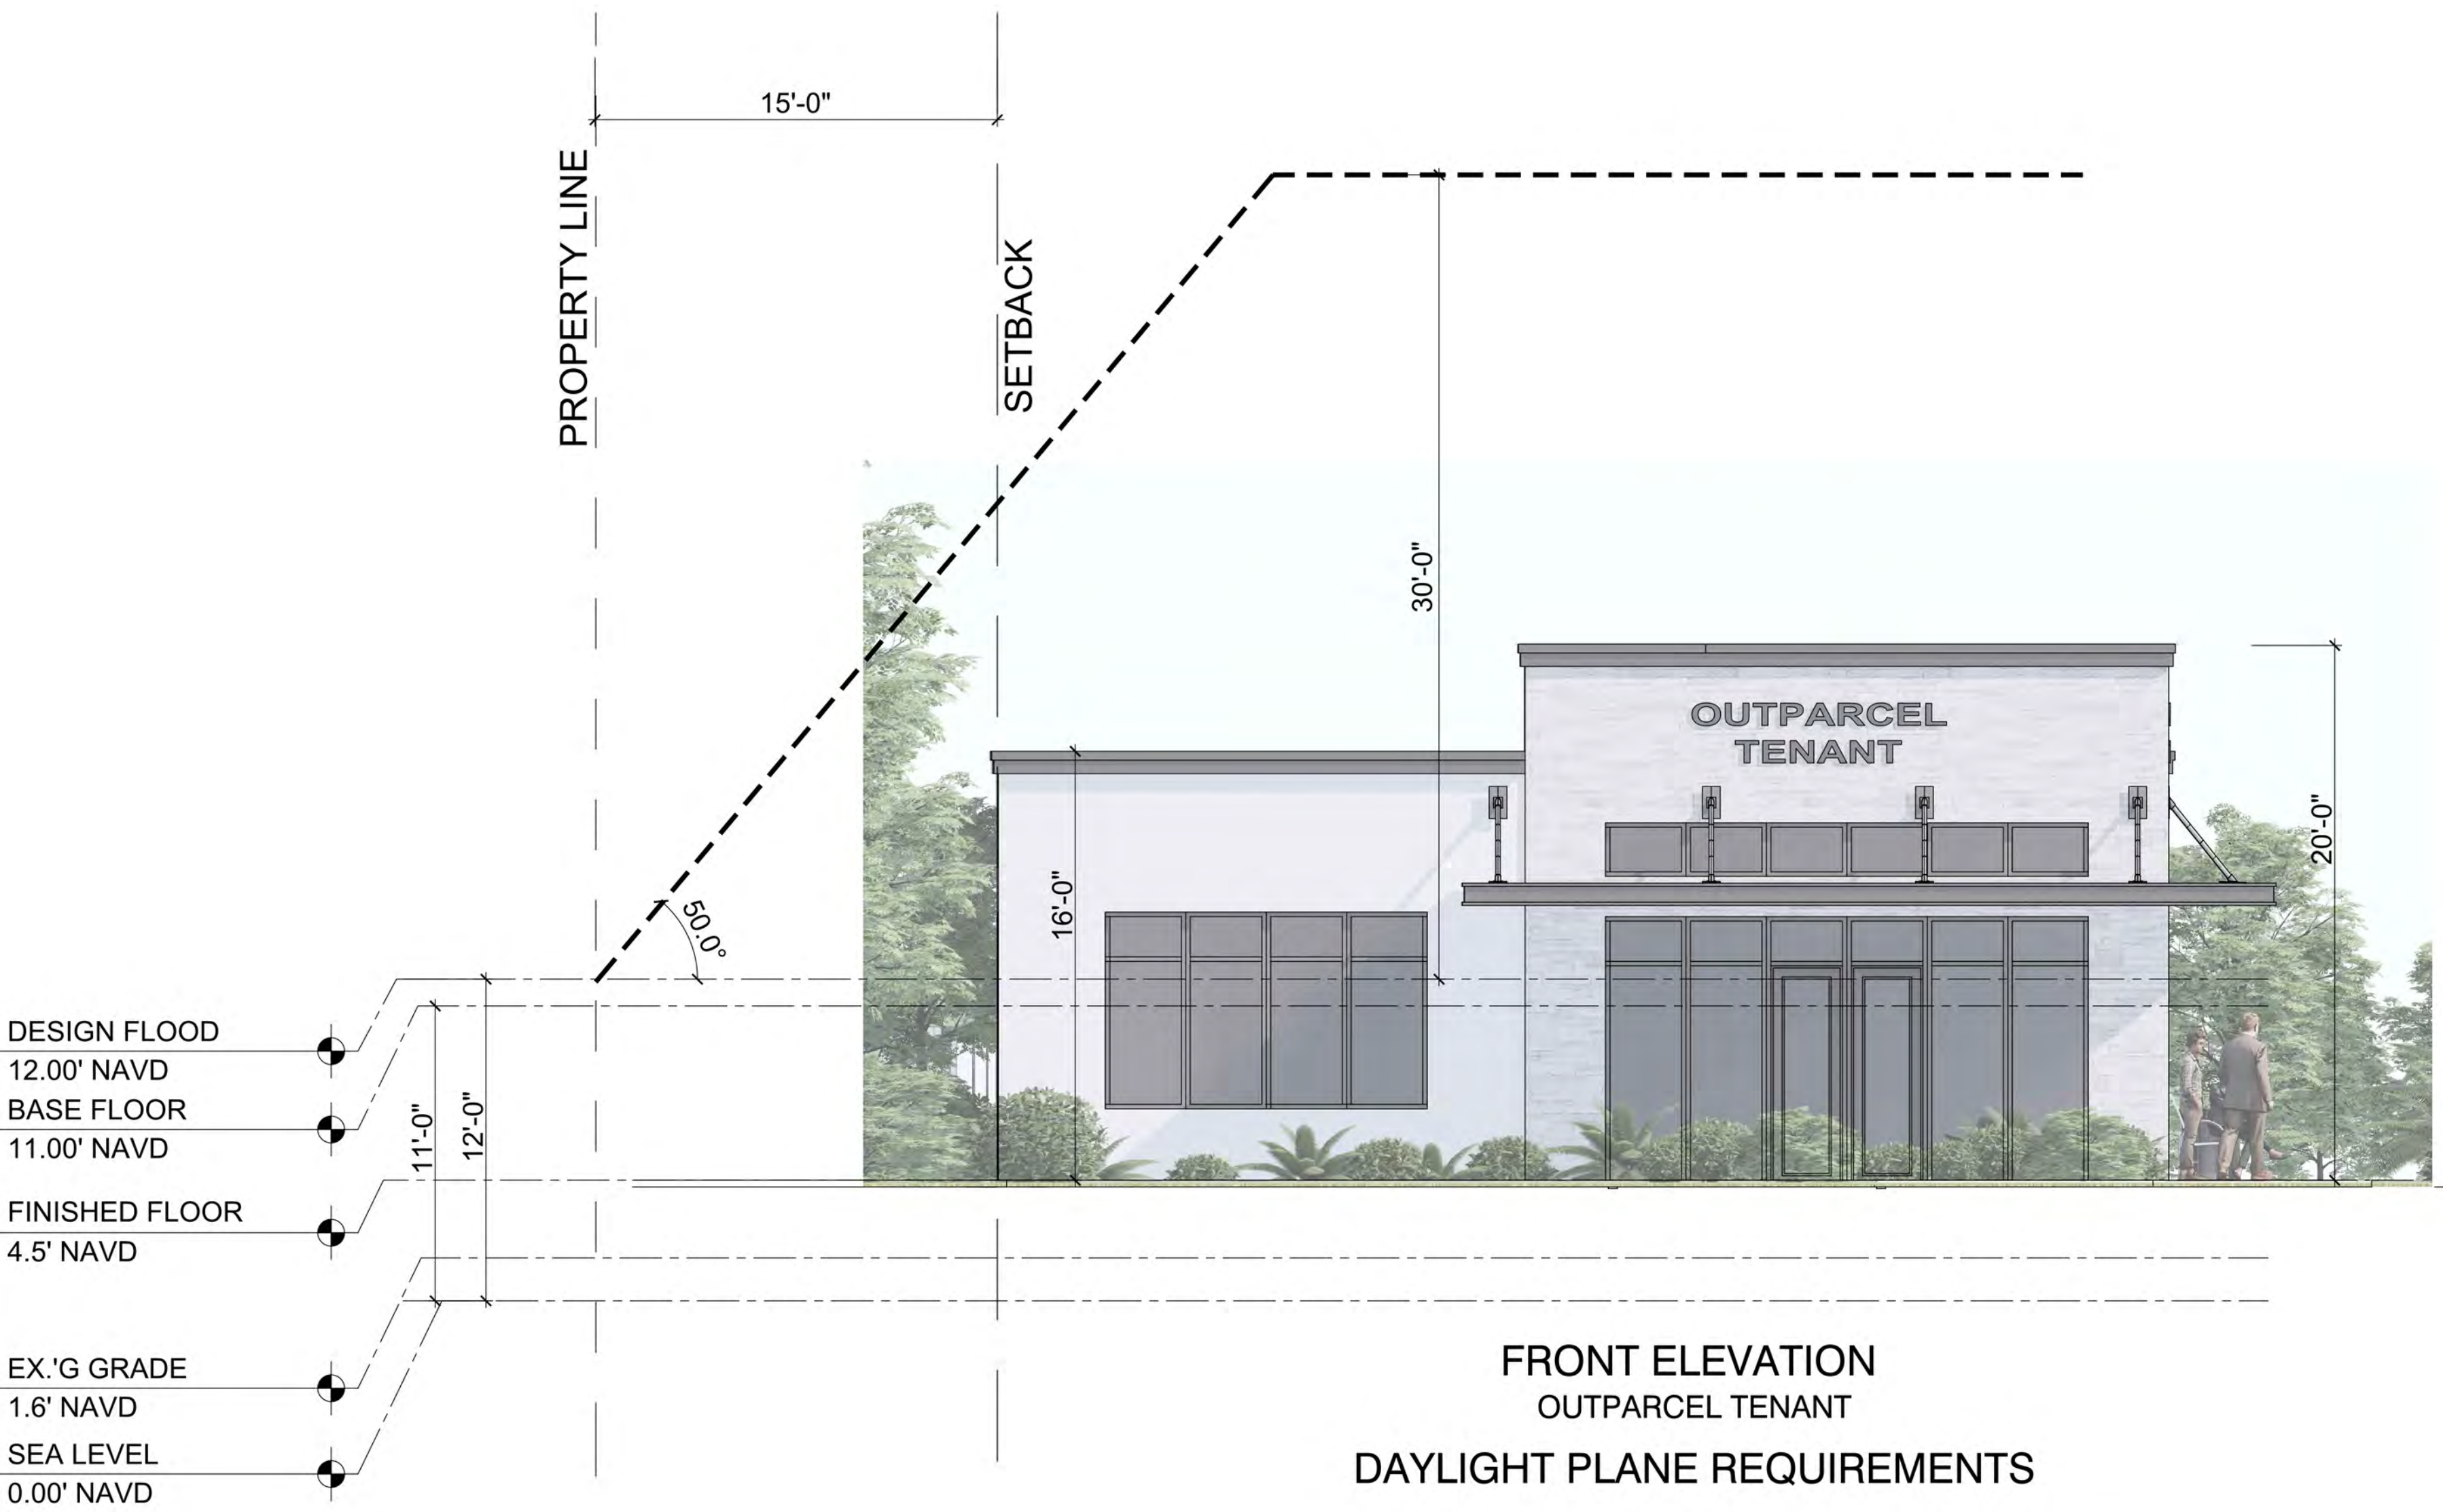 15'-0"
PROPERTY LINE
SETBACK
30'-0"
OUTPARCEL
TENANT
20'-0"
16'-0"
50.0°
DESIGN FLOOD
12.00' NAVD
BASE FLOOR
11.00' NAVD
11'-0"
12'-0"
FINISHED FLOOR
4.5' NAVD
EX.'G GRADE
1.6' NAVD
SEA LEVEL
0.00' NAVD
FRONT ELEVATION
OUTPARCEL TENANT
DAYLIGHT PLANE REQUIREMENTS